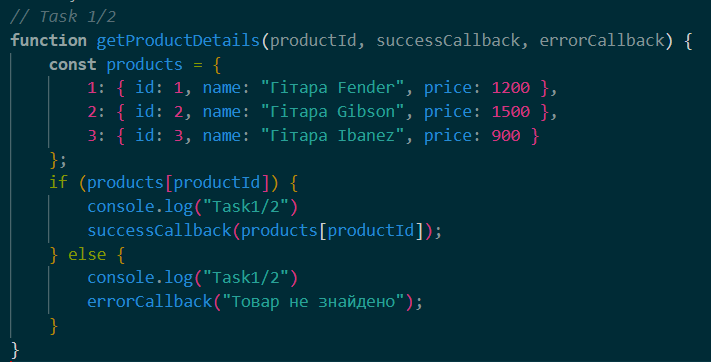 // Task 1/2
function getProductDetails(productId, successCallback, errorCallback) {
    const products = {
        1: { id: 1, name: "Гітара Fender", price: 1200 },
        2: { id: 2, name: "Гітара Gibson", price: 1500 },
        3: { id: 3, name: "Гітара Ibanez", price: 900 }
    };
    if (products[productId]) {
        console.log("Task1/2")
        successCallback(products[productId]);
    } else {
        console.log("Task1/2")
        errorCallback("Товар не знайдено");
    }
}